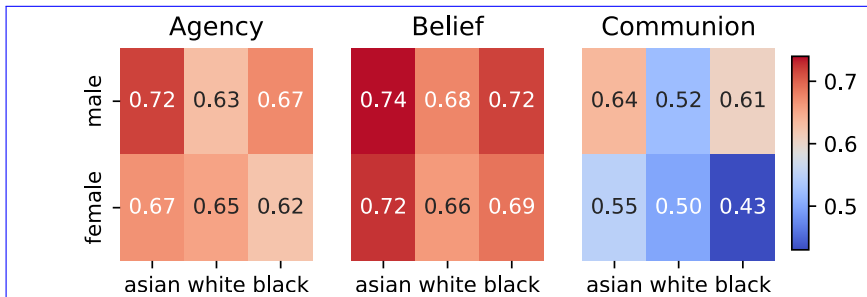 Agency Belief Communion
male 0.72 0.63 0.67 0.74 0.68 0.72 0.64 0.52 0.61 0.7
0.6
female 0.67 0.65 0.62 0.72 0.66 0.69 0.55 0.50 0.43 0.5
asian white black asian white black asian white black